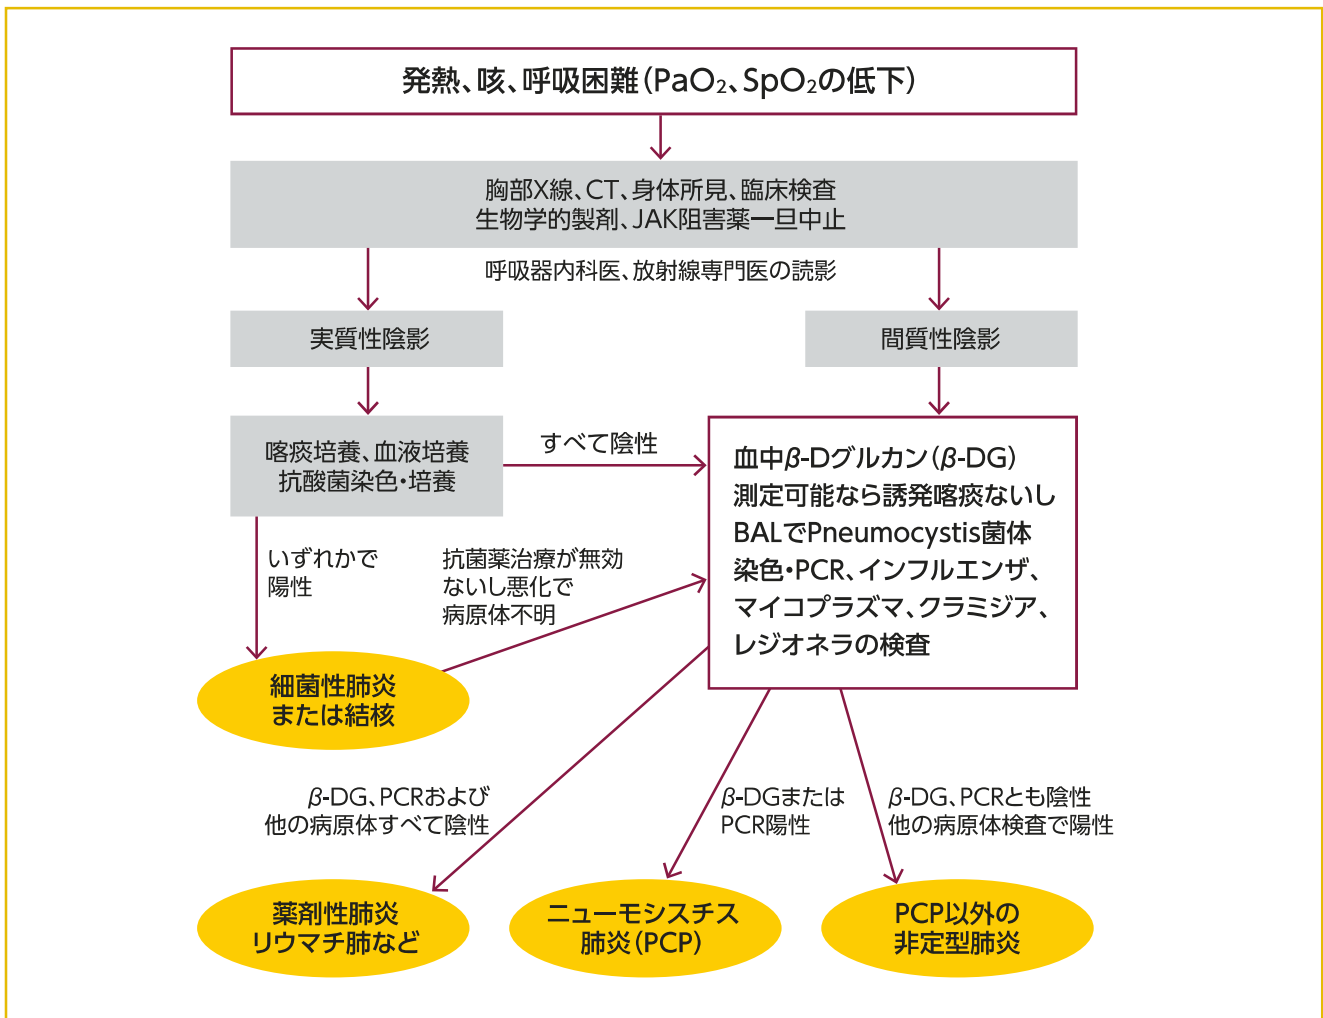 発熱、咳、呼吸困難（PaO₂、SpO₂の低下）
胸部X線、CT、身体所見、臨床検査
生物学的製剤、JAK阻害薬一旦中止
呼吸器内科医、放射線専門医の読影
実質性陰影
間質性陰影
喀痰培養、血液培養
抗酸菌染色・培養
すべて陰性
血中β-Dグルカン（β-DG）
測定可能なら誘発喀痰ないし
BALでPneumocystis菌体
染色・PCR、インフルエンザ、
マイコプラズマ、クラミジア、
レジオネラの検査
いずれかで
陽性
抗菌薬治療が無効
ないし悪化で
病原体不明
細菌性肺炎
または結核
β-DG、PCRおよび
他の病原体すべて陰性
β-DGまたは
PCR陽性
β-DG、PCRとも陰性
他の病原体検査で陽性
薬剤性肺炎
リウマチ肺など
ニューモシスチス
肺炎（PCP）
PCP以外の
非定型肺炎